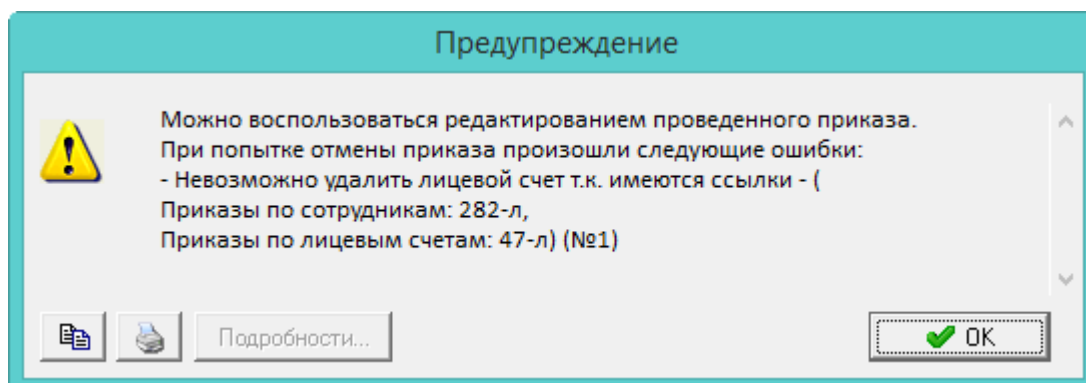 Предупреждение
Можно воспользоваться редактированием проведенного приказа.
При попытке отмены приказа произошли следующие ошибки:
- Невозможно удалить лицевой счет т.к. имеются ссылки - (
Приказы по сотрудникам: 282-л,
Приказы по лицевым счетам: 47-л) (№1)
Подробности...
OK